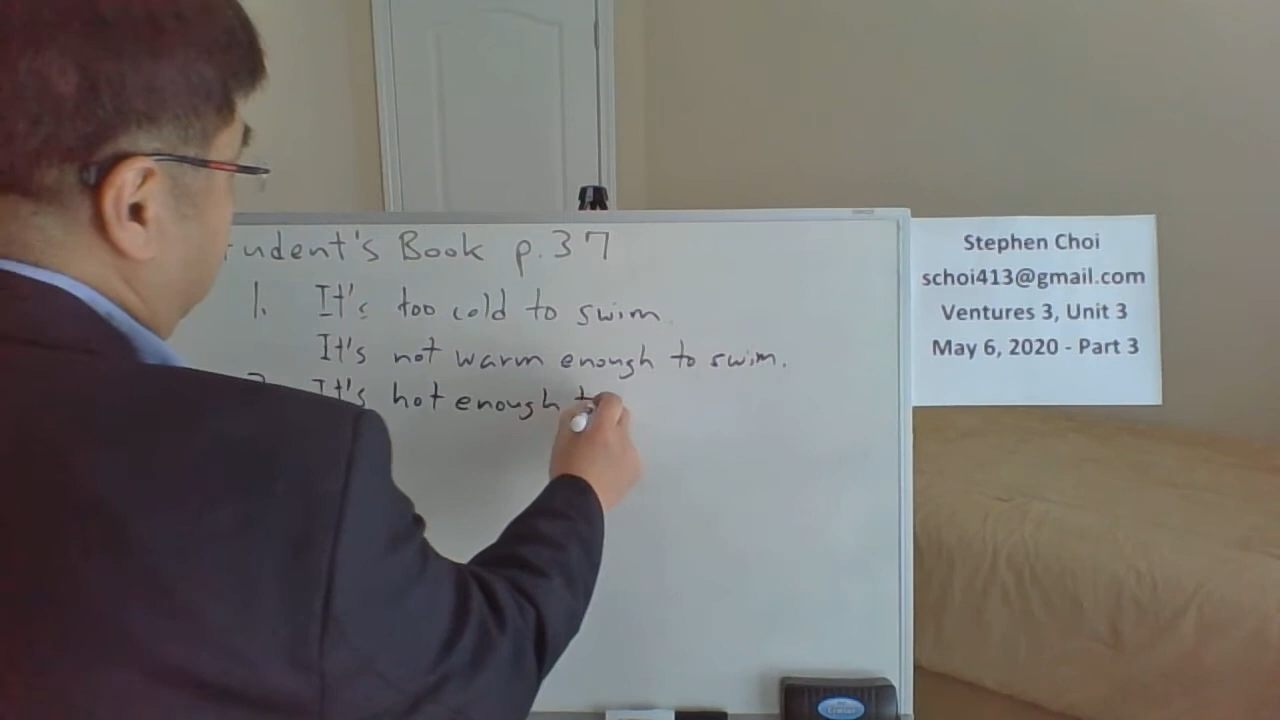 udent's Book p.37
1. It's too cold to swim.
It's not warm enough to swim.
It's hot enough
Stephen Choi
schoi413@gmail.com
Ventures 3, Unit 3
May 6, 2020 - Part 3